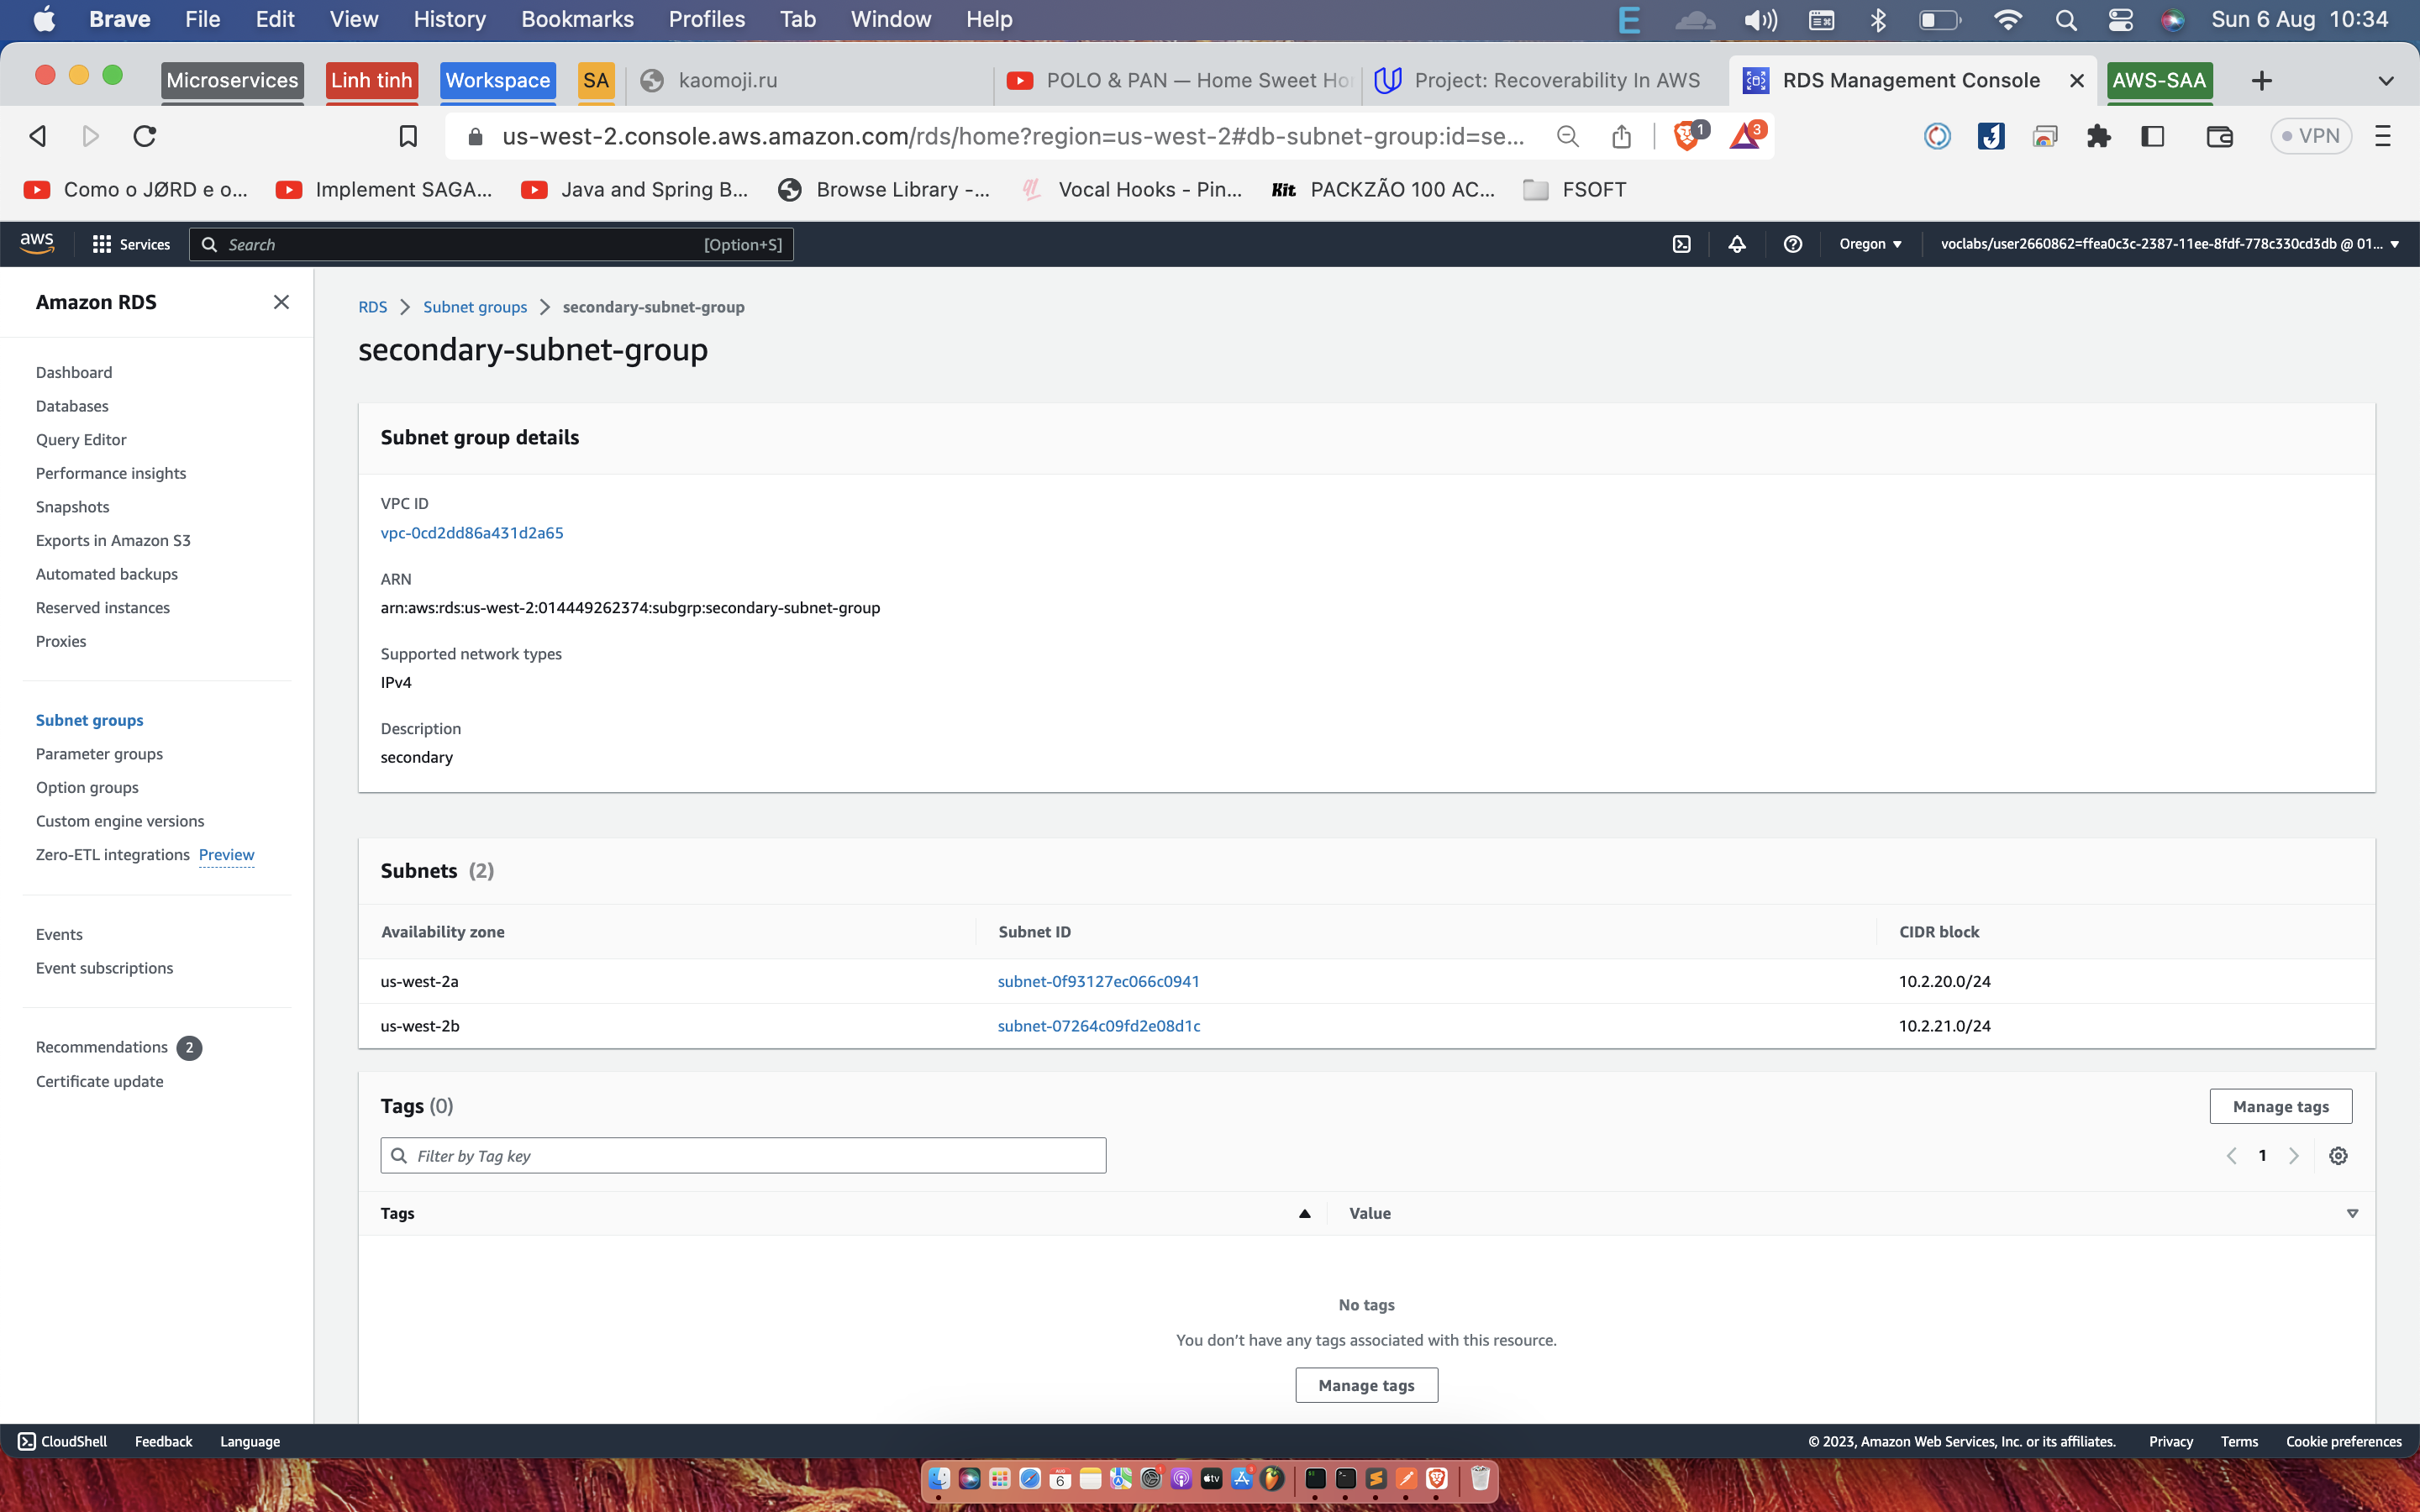 Brave File Edit View History Bookmarks Profiles Tab Window Help Sun 6 Aug 10:34
Microservices Linh tinh Workspace SA kaomoji.ru POLO & PAN — Home Sweet Ho Project: Recoverability In AWS RDS Management Console AWS-SAA
us-west-2.console.aws.amazon.com/rds/home?region=us-west-2#db-subnet-group:id=se... 1 3 VPN
Como o JØRD e o... Implement SAGA... Java and Spring B... Browse Library -... Vocal Hooks - Pin... Kit PACKZÃO 100 AC... FSOFT
aws Services Search [Option+S] Oregon voclabs/user2660862=ffea0c3c-2387-11ee-8fdf-778c330cd3db @ 01...
Amazon RDS
Dashboard
Databases
Query Editor
Performance insights
Snapshots
Exports in Amazon S3
Automated backups
Reserved instances
Proxies
Subnet groups
Parameter groups
Option groups
Custom engine versions
Zero-ETL integrations Preview
Events
Event subscriptions
Recommendations 2
Certificate update
RDS Subnet groups secondary-subnet-group
secondary-subnet-group
Subnet group details
VPC ID
vpc-0cd2dd86a431d2a65
ARN
arn:aws:rds:us-west-2:014449262374:subgrp:secondary-subnet-group
Supported network types
IPv4
Description
secondary
Subnets (2)
Availability zone Subnet ID CIDR block
us-west-2a subnet-0f93127ec066c0941 10.2.20.0/24
us-west-2b subnet-07264c09fd2e08d1c 10.2.21.0/24
Tags (0) Manage tags
Filter by Tag key 1
Tags Value
No tags
You don’t have any tags associated with this resource.
Manage tags
CloudShell Feedback Language © 2023, Amazon Web Services, Inc. or its affiliates. Privacy Terms Cookie preferences